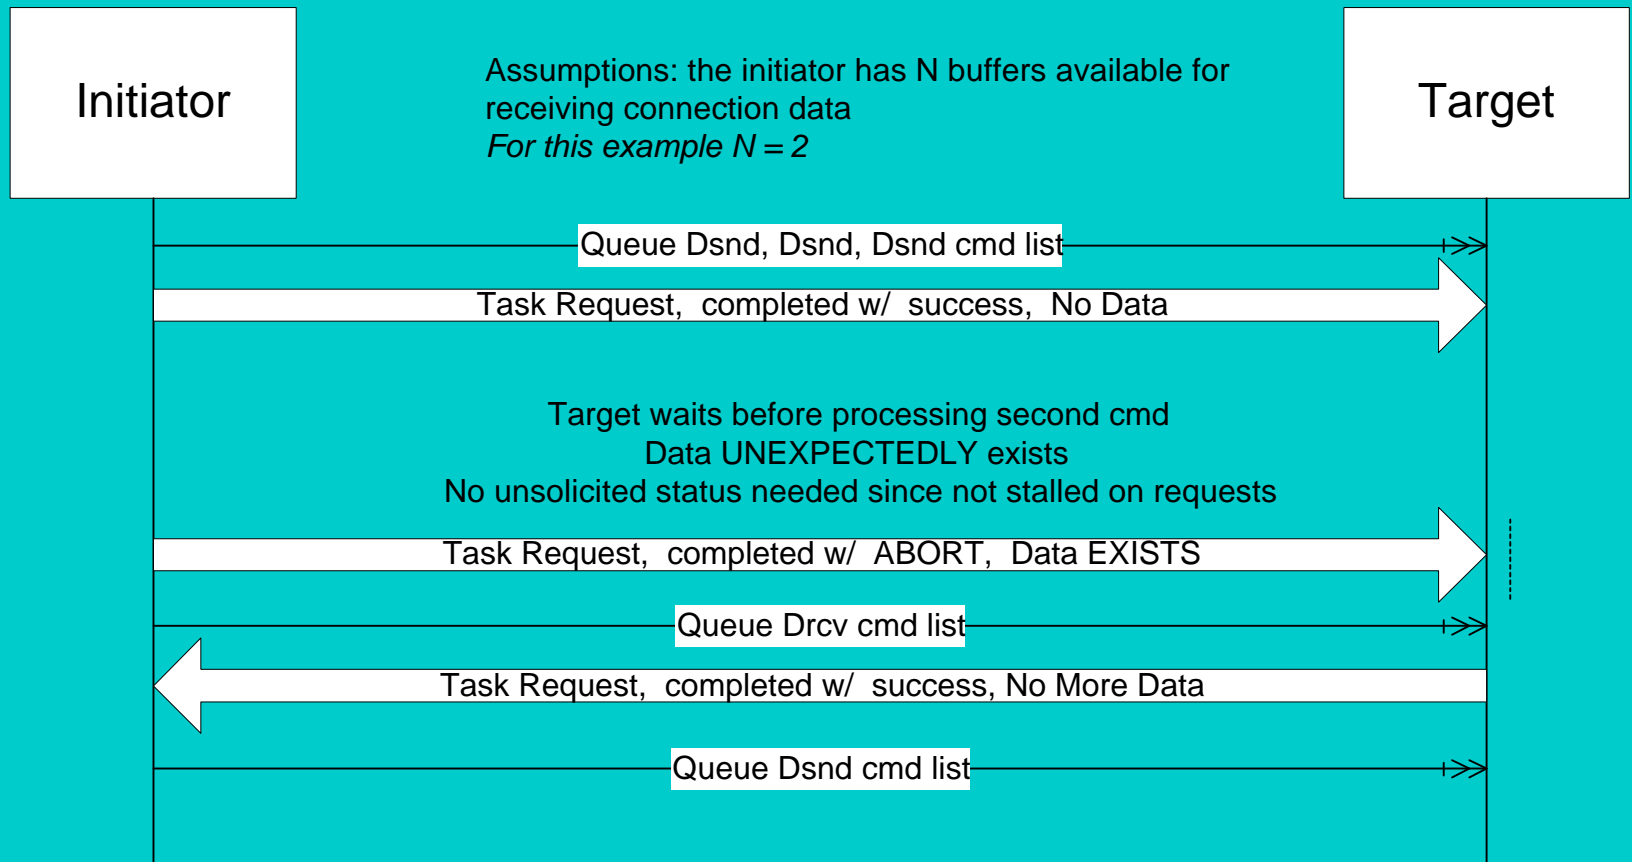 Initiator
Assumptions: the initiator has N buffers available for
receiving connection data
For this example N = 2
Target
Queue Dsnd, Dsnd, Dsnd cmd list
Task Request, completed w/ success, No Data
Target waits before processing second cmd
Data UNEXPECTEDLY exists
No unsolicited status needed since not stalled on requests
Task Request, completed w/ ABORT, Data EXISTS
Queue Drcv cmd list
Task Request, completed w/ success, No More Data
Queue Dsnd cmd list